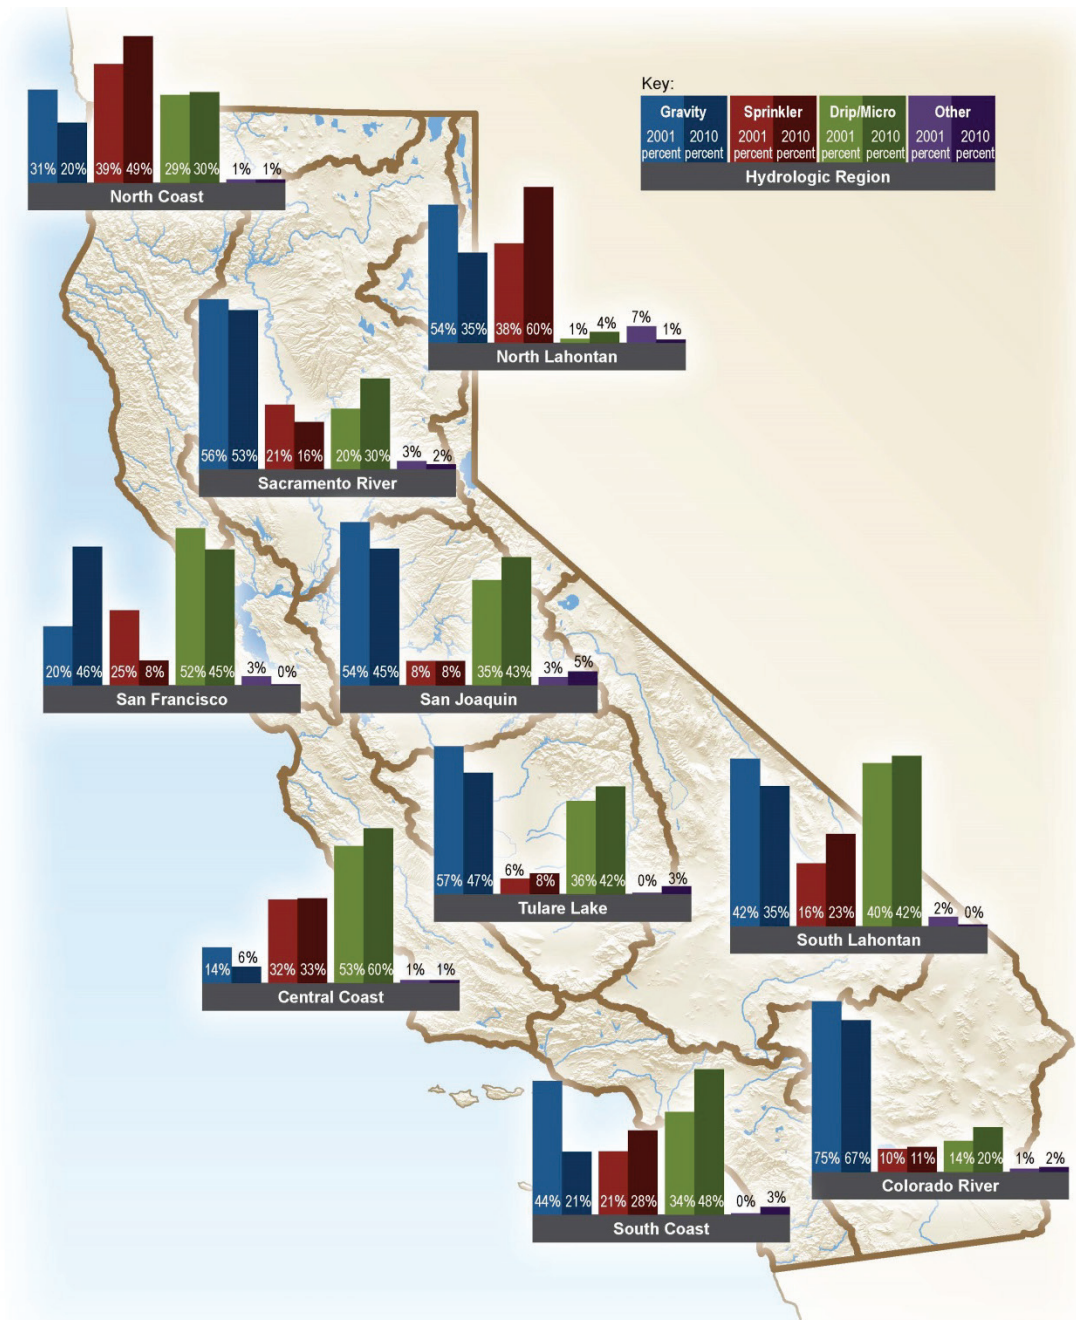 Key:
Gravity Sprinkler Drip/Micro Other
2001 2010 2001 2010 2001 2010 2001 2010
percent percent percent percent percent percent percent percent
Hydrologic Region
31% 20% 39% 49% 29% 30% 1% 1%
North Coast
54% 35% 38% 60% 1% 4% 7% 1%
North Lahontan
56% 53% 21% 16% 20% 30% 3% 2%
Sacramento River
20% 46% 25% 8% 52% 45% 3% 0%
San Francisco
54% 45% 8% 8% 35% 43% 3% 5%
San Joaquin
57% 47% 6% 8% 36% 42% 0% 3%
Tulare Lake
42% 35% 16% 23% 40% 42% 2% 0%
South Lahontan
14% 6% 32% 33% 53% 60% 1% 1%
Central Coast
75% 67% 10% 11% 14% 20% 1% 2%
Colorado River
44% 21% 21% 28% 34% 48% 0% 3%
South Coast